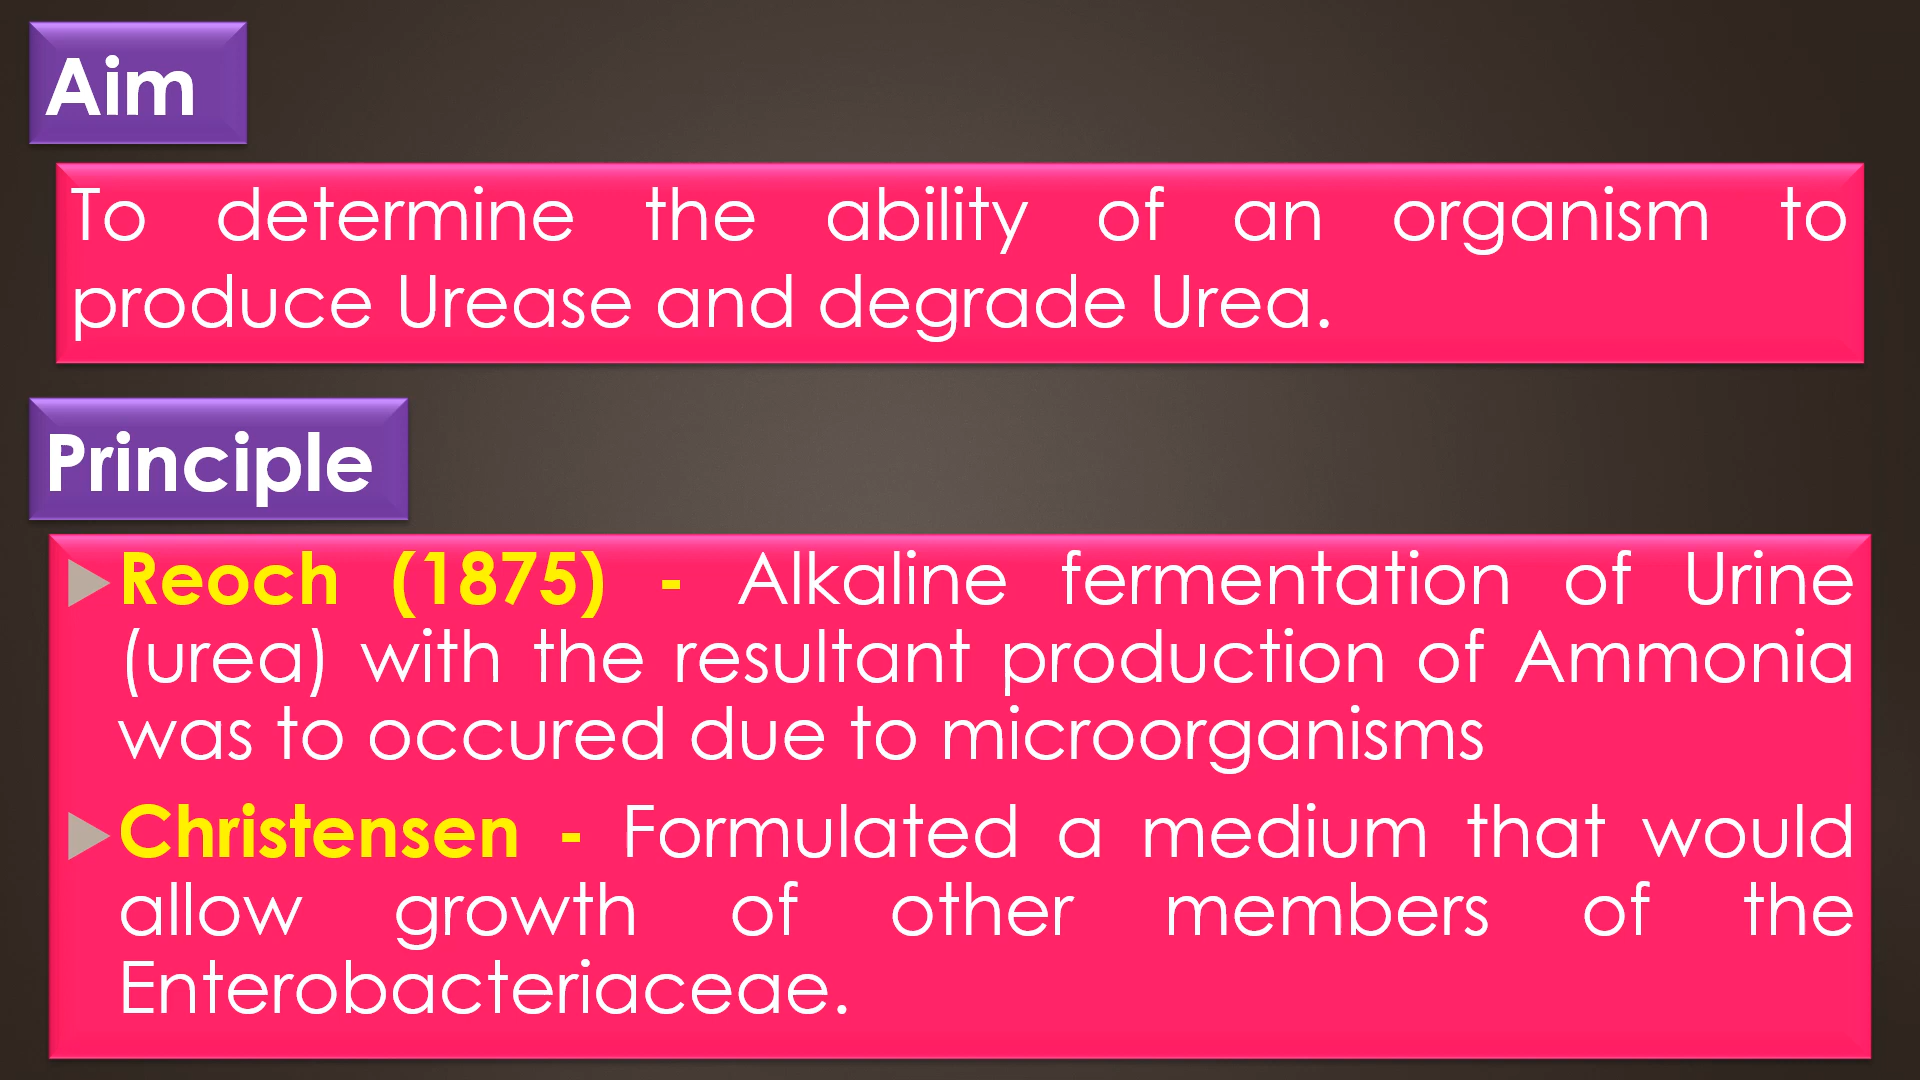 Aim
To determine the ability of an organism to
produce Urease and degrade Urea.
Principle
Reoch (1875) - Alkaline fermentation of Urine
(urea) with the resultant production of Ammonia
was to occured due to microorganisms
Christensen - Formulated a medium that would
allow growth of other members of the
Enterobacteriaceae.